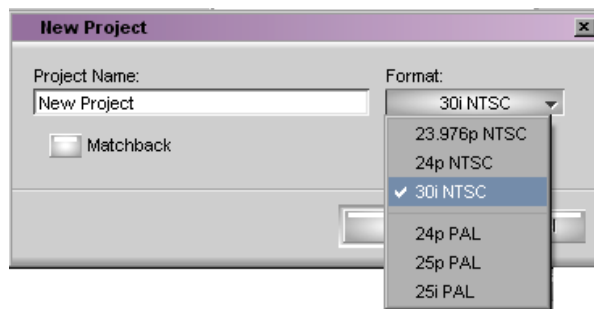 New Project
Project Name:
Format:
New Project
30i NTSC
Matchback
23.976p NTSC
24p NTSC
30i NTSC
24p PAL
25p PAL
25i PAL